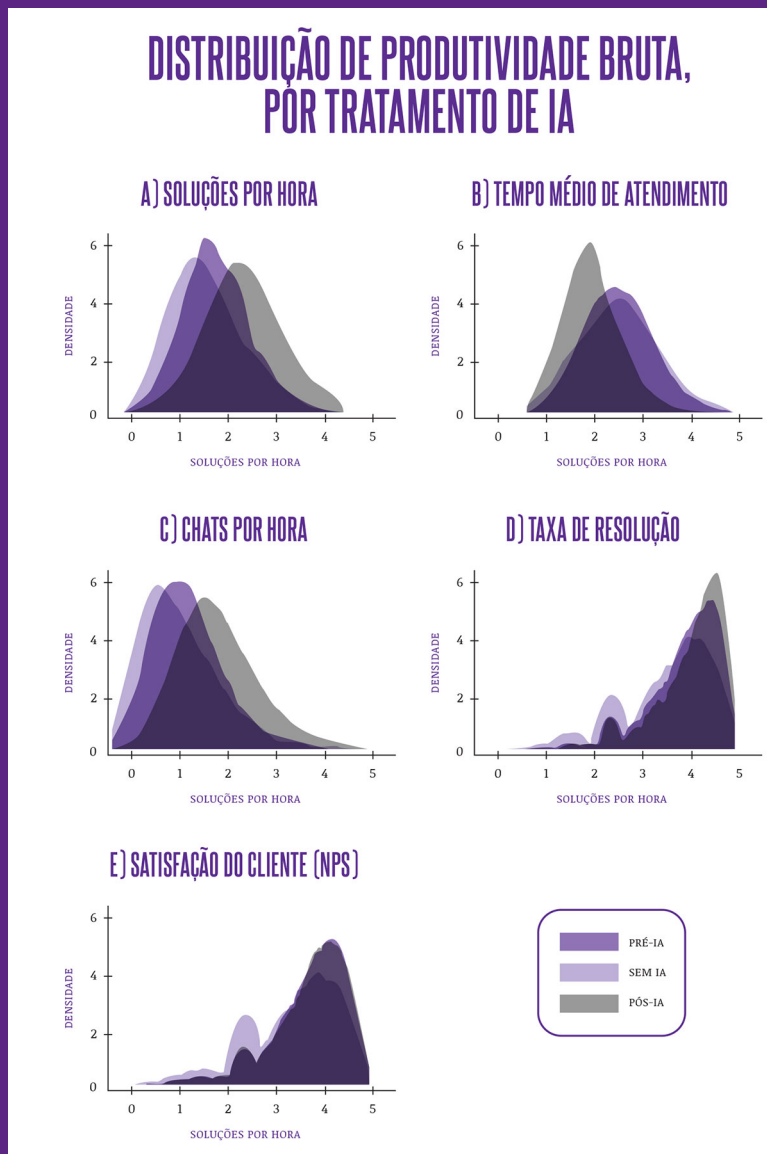 DISTRIBUIÇÃO DE PRODUTIVIDADE BRUTA,
POR TRATAMENTO DE IA
A) SOLUÇÕES POR HORA
6
4
2
0
DENSIDADE
0 1 2 3 4 5
SOLUÇÕES POR HORA
B) TEMPO MÉDIO DE ATENDIMENTO
6
4
2
0
DENSIDADE
0 1 2 3 4 5
SOLUÇÕES POR HORA
C) CHATS POR HORA
6
4
2
0
DENSIDADE
0 1 2 3 4 5
SOLUÇÕES POR HORA
D) TAXA DE RESOLUÇÃO
6
4
2
0
DENSIDADE
0 1 2 3 4 5
SOLUÇÕES POR HORA
E) SATISFAÇÃO DO CLIENTE (NPS)
6
4
2
0
DENSIDADE
0 1 2 3 4 5
SOLUÇÕES POR HORA
PRÉ-IA
SEM IA
PÓS-IA